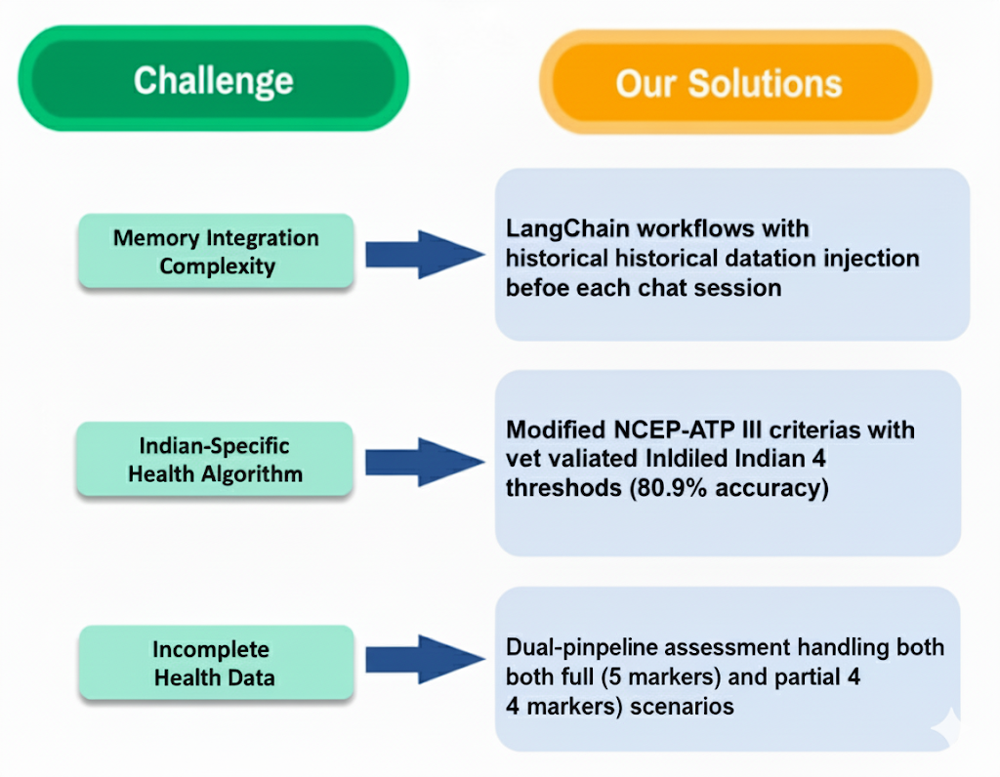 Challenge
Our Solutions
Memory Integration
Complexity
LangChain workflows with
historical historical datation injection
befoe each chat session
Indian-Specific
Health Algorithm
Modified NCEP-ATP III criterias with
vet valiated Inldiled Indian 4
threshods (80.9% accuracy)
Incomplete
Health Data
Dual-pinpeline assessment handling both
both full (5 markers) and partial 4
4 markers) scenarios